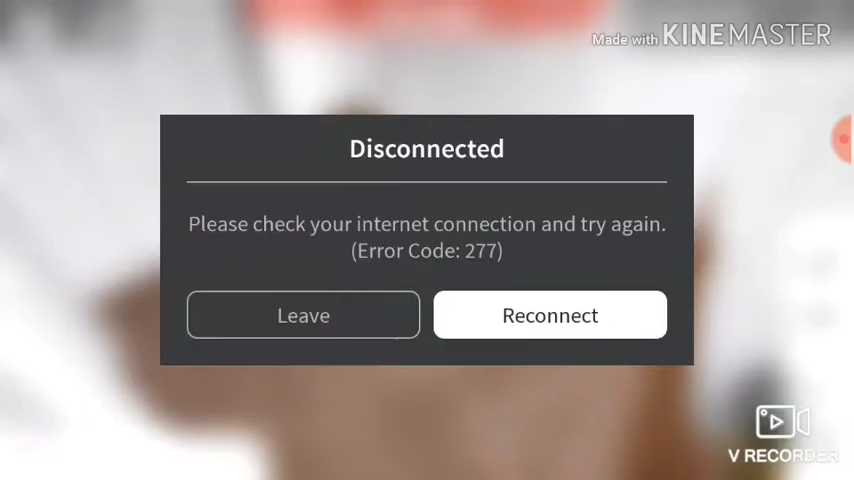 Made with KINEMASTER
Disconnected
Please check your internet connection and try again.
(Error Code: 277)
Leave
Reconnect
V RECORDER